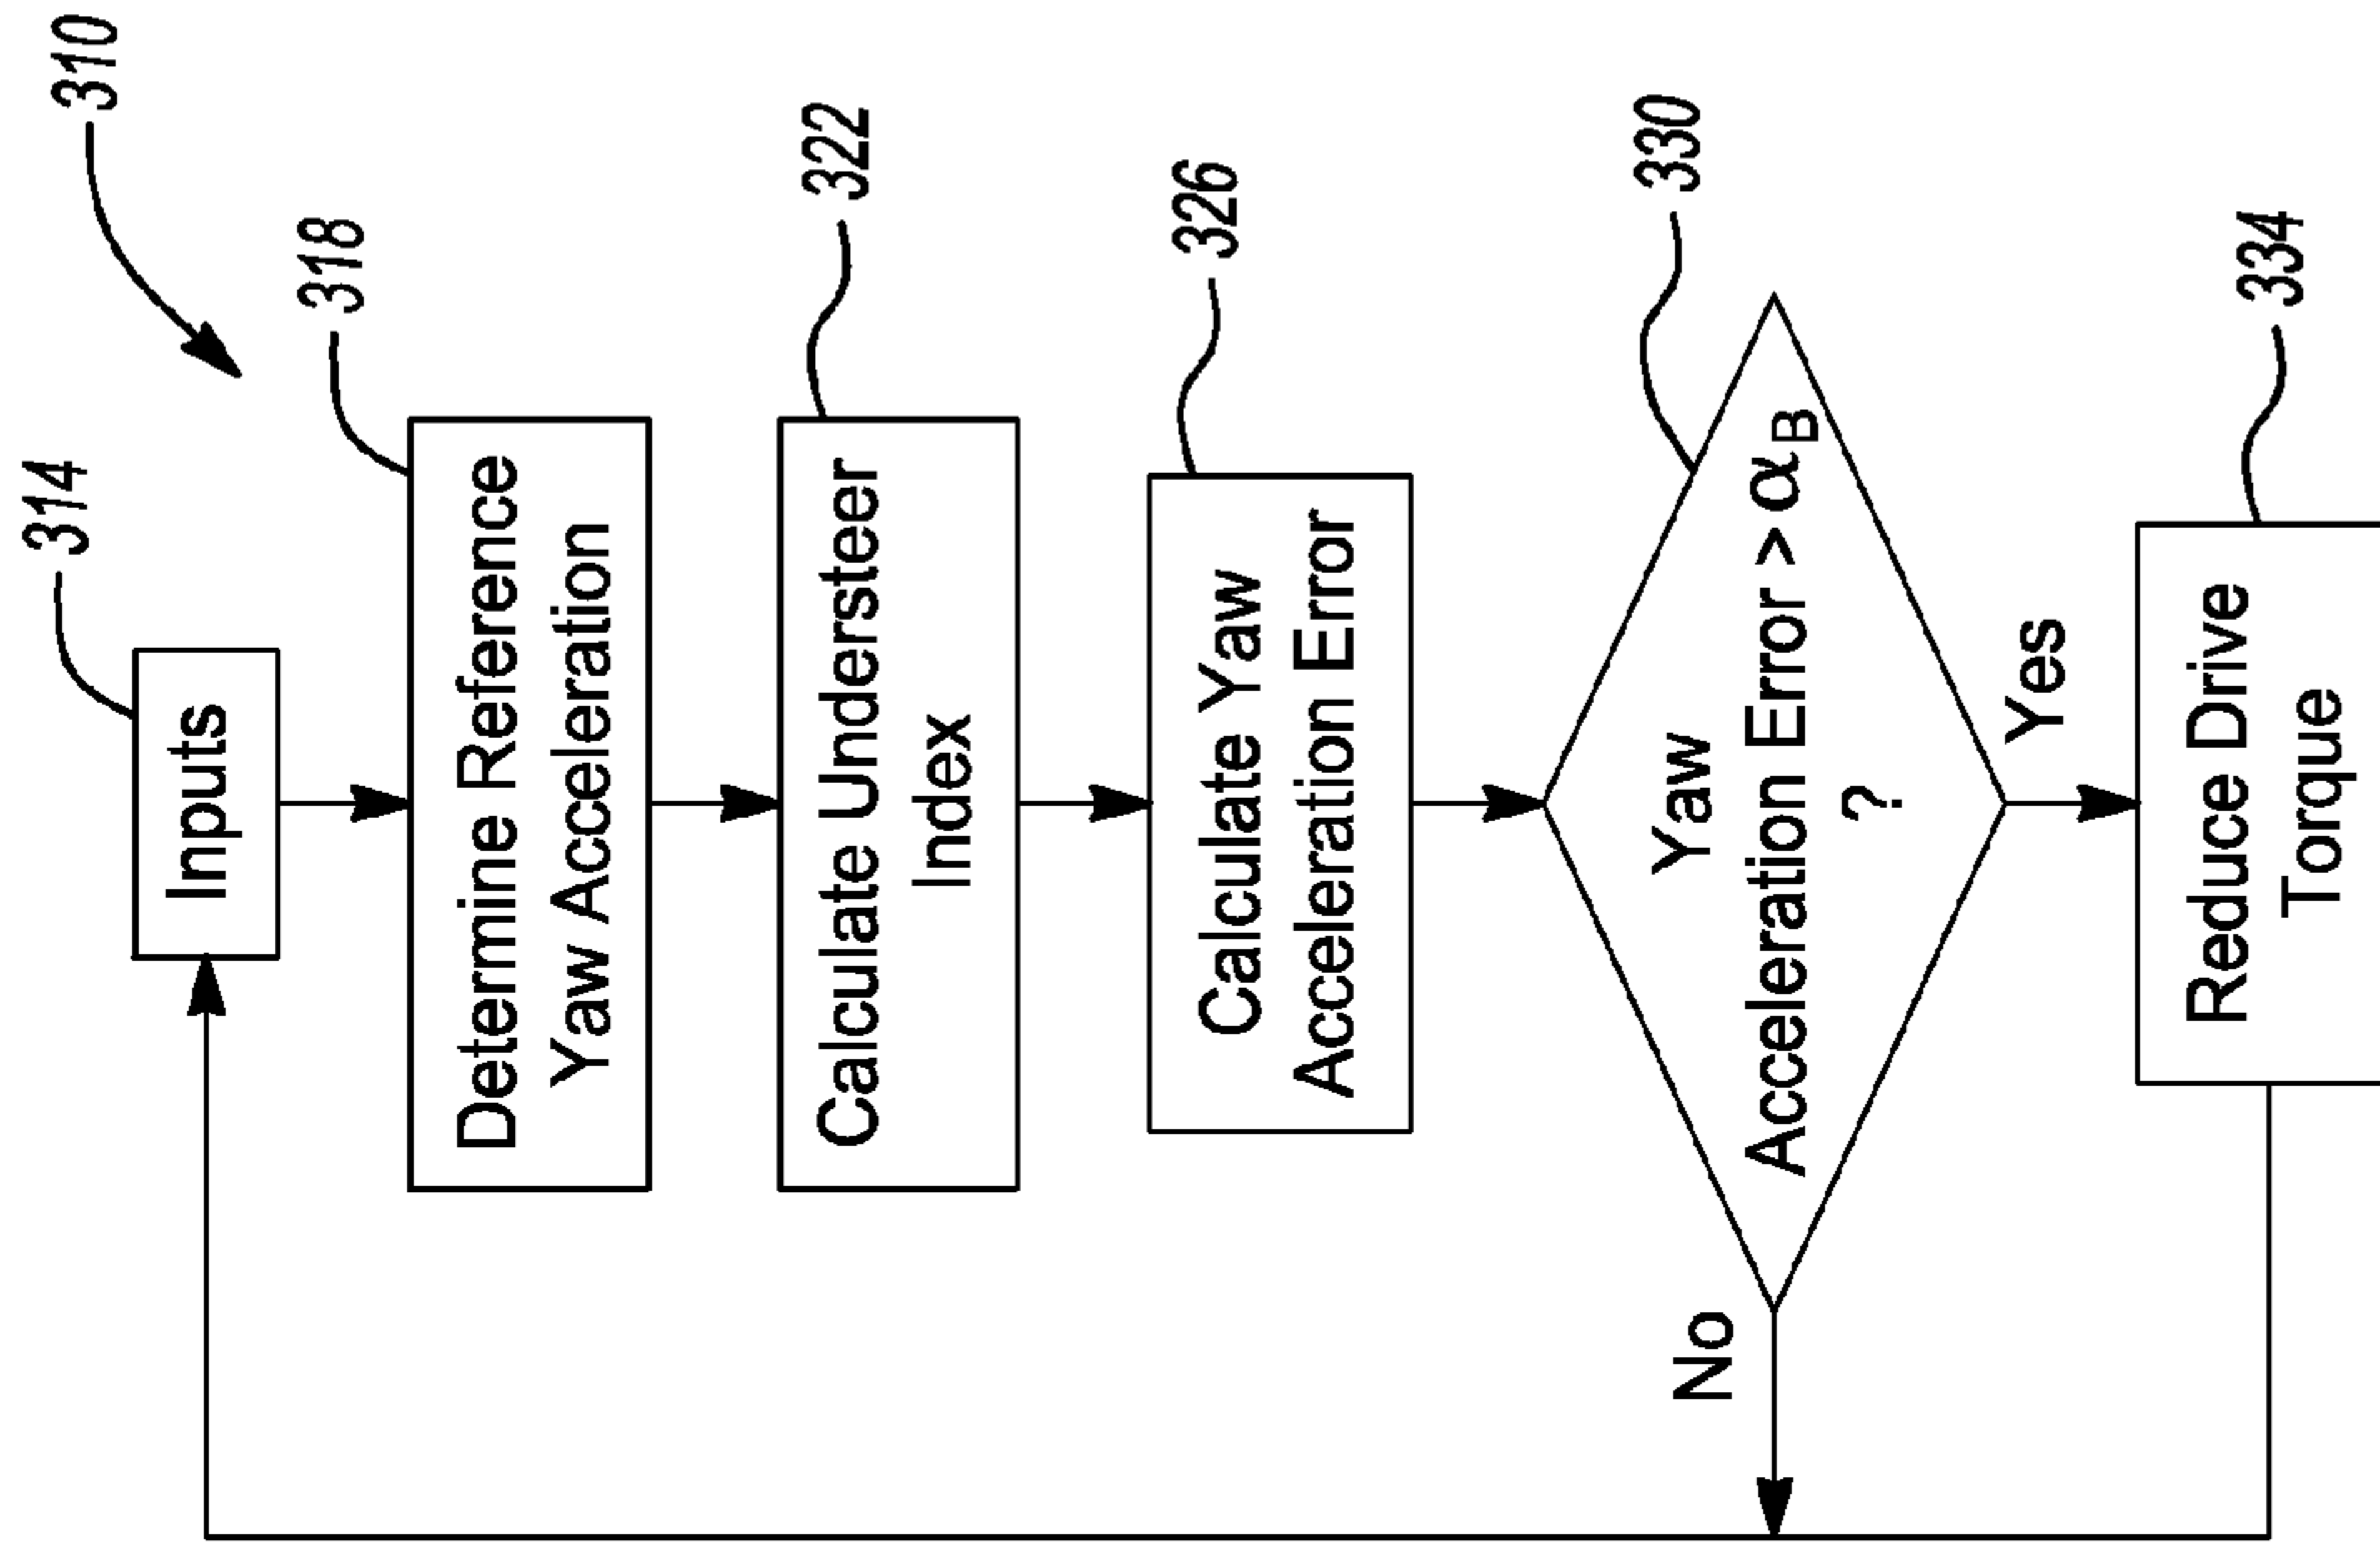 310
314
Inputs
318
Determine Reference
Yaw Acceleration
322
Calculate Understeer
Index
326
Calculate Yaw
Acceleration Error
330
Yaw
Acceleration Error > αB
?
No
Yes
334
Reduce Drive
Torque